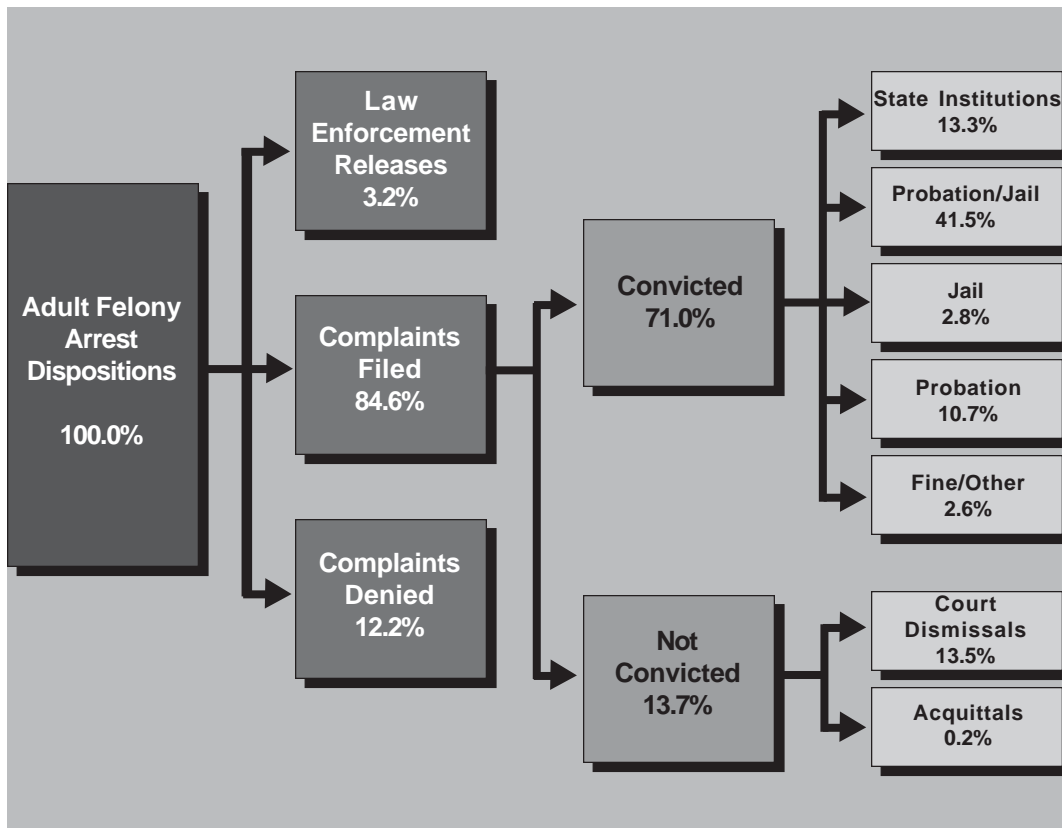 Adult Felony
Arrest
Dispositions
100.0%
Law
Enforcement
Releases
3.2%
Complaints
Filed
84.6%
Complaints
Denied
12.2%
Convicted
71.0%
Not
Convicted
13.7%
State Institutions
13.3%
Probation/Jail
41.5%
Jail
2.8%
Probation
10.7%
Fine/Other
2.6%
Court
Dismissals
13.5%
Acquittals
0.2%